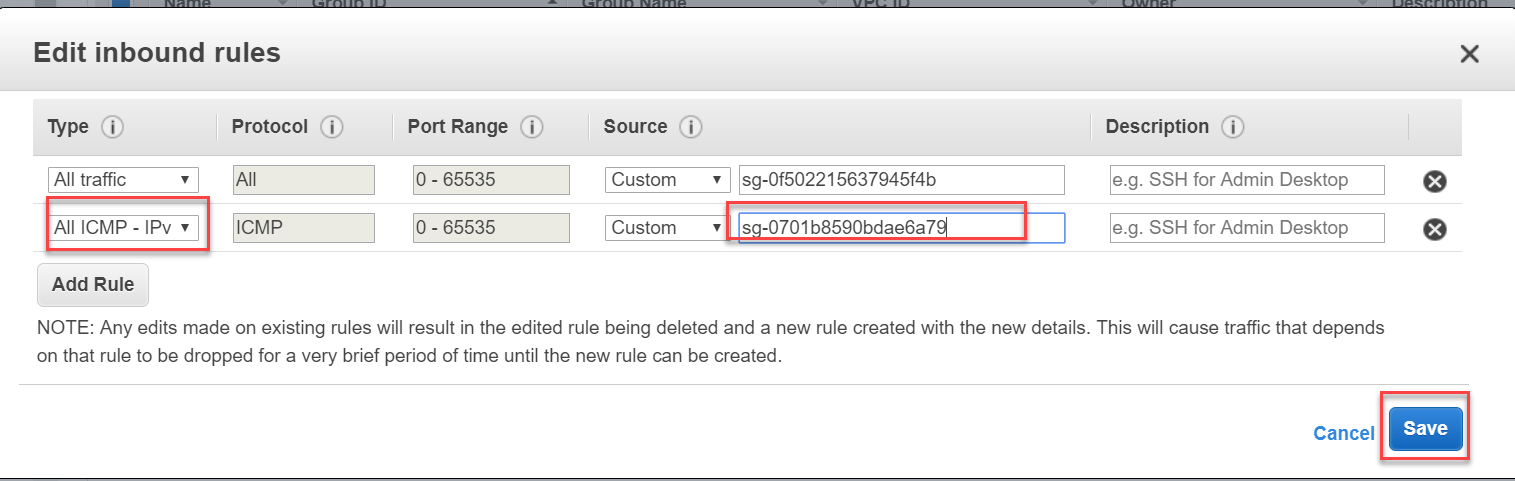 Name Group ID Group Name VPC ID Owner Description
Edit inbound rules
Type Protocol Port Range Source Description
All traffic All 0 - 65535 Custom sg-0f502215637945f4b e.g. SSH for Admin Desktop
All ICMP - IPv ICMP 0 - 65535 Custom sg-0701b8590bdae6a79 e.g. SSH for Admin Desktop
Add Rule
NOTE: Any edits made on existing rules will result in the edited rule being deleted and a new rule created with the new details. This will cause traffic that depends
on that rule to be dropped for a very brief period of time until the new rule can be created.
Cancel Save